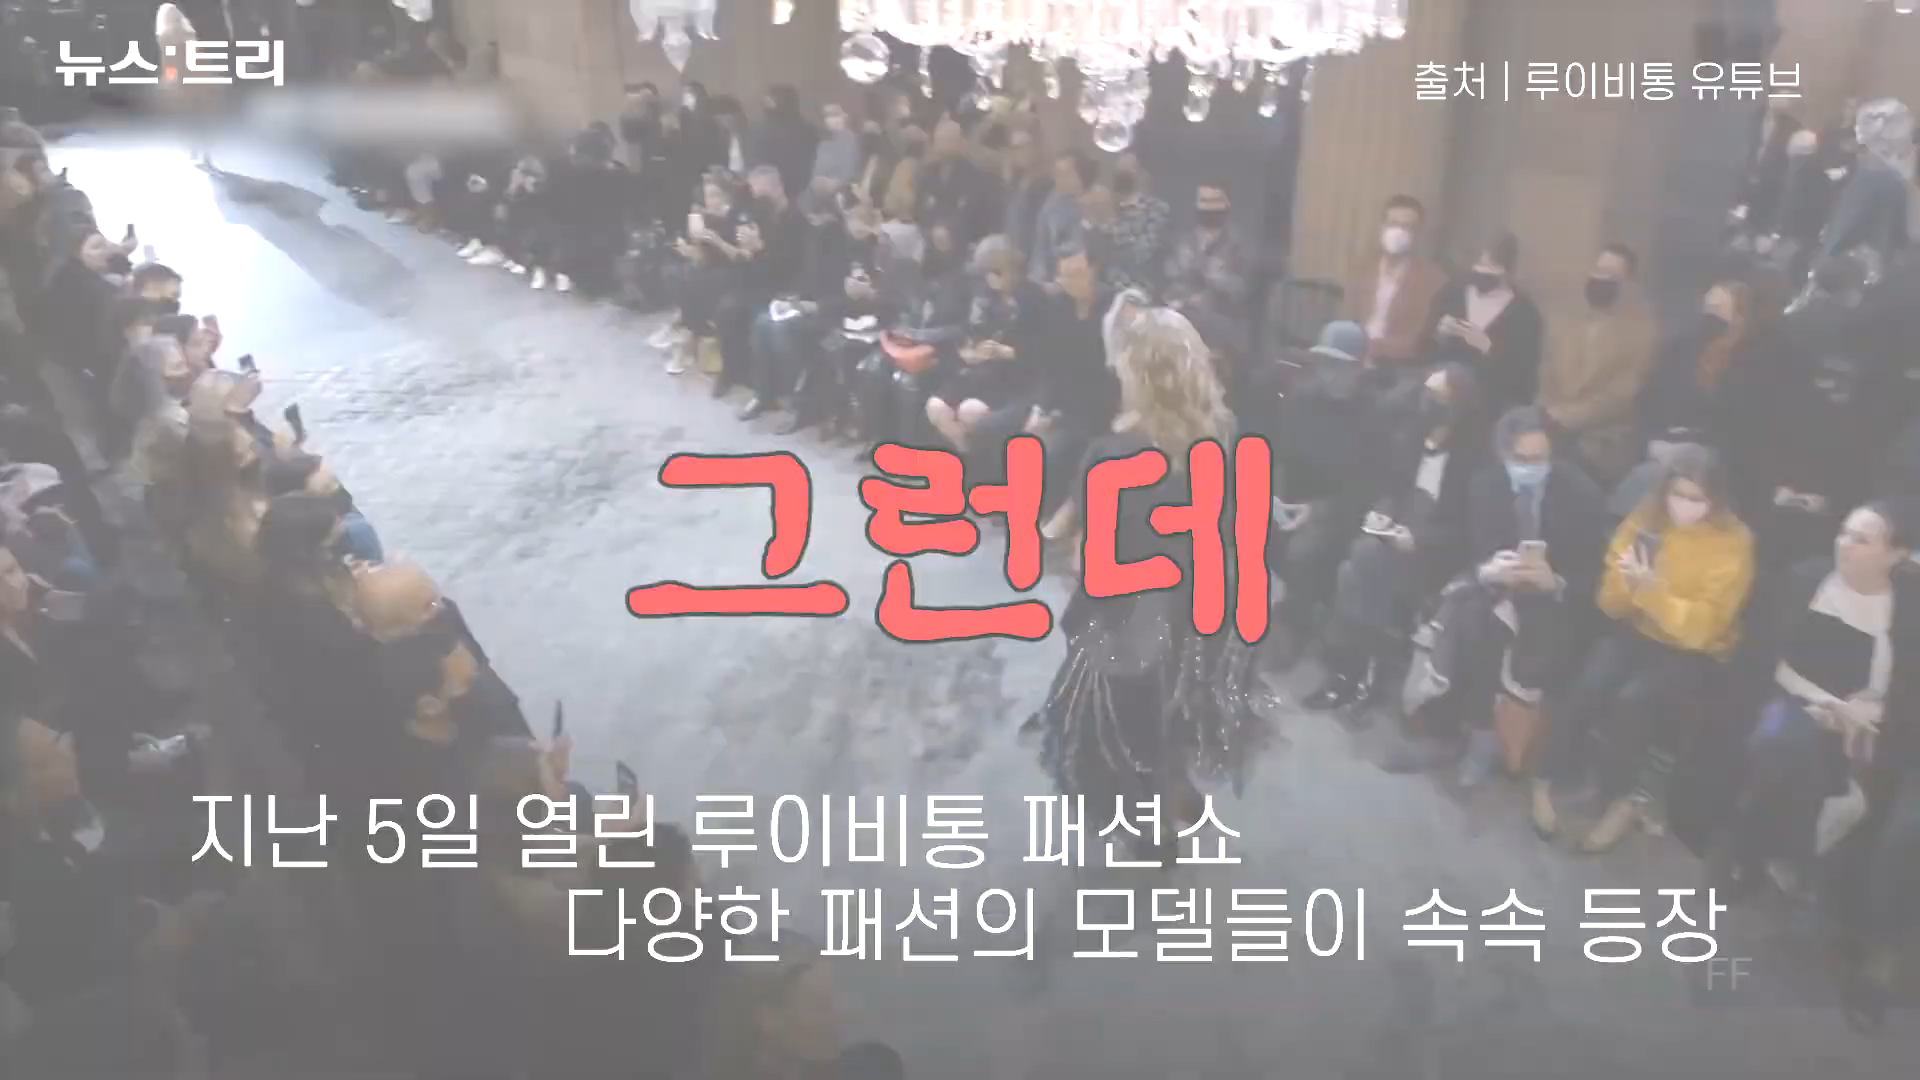 뉴스:트리
출처 | 루이비통 유튜브
그런데
지난 5일 열린 루이비통 패션쇼
다양한 패션의 모델들이 속속 등장
FF